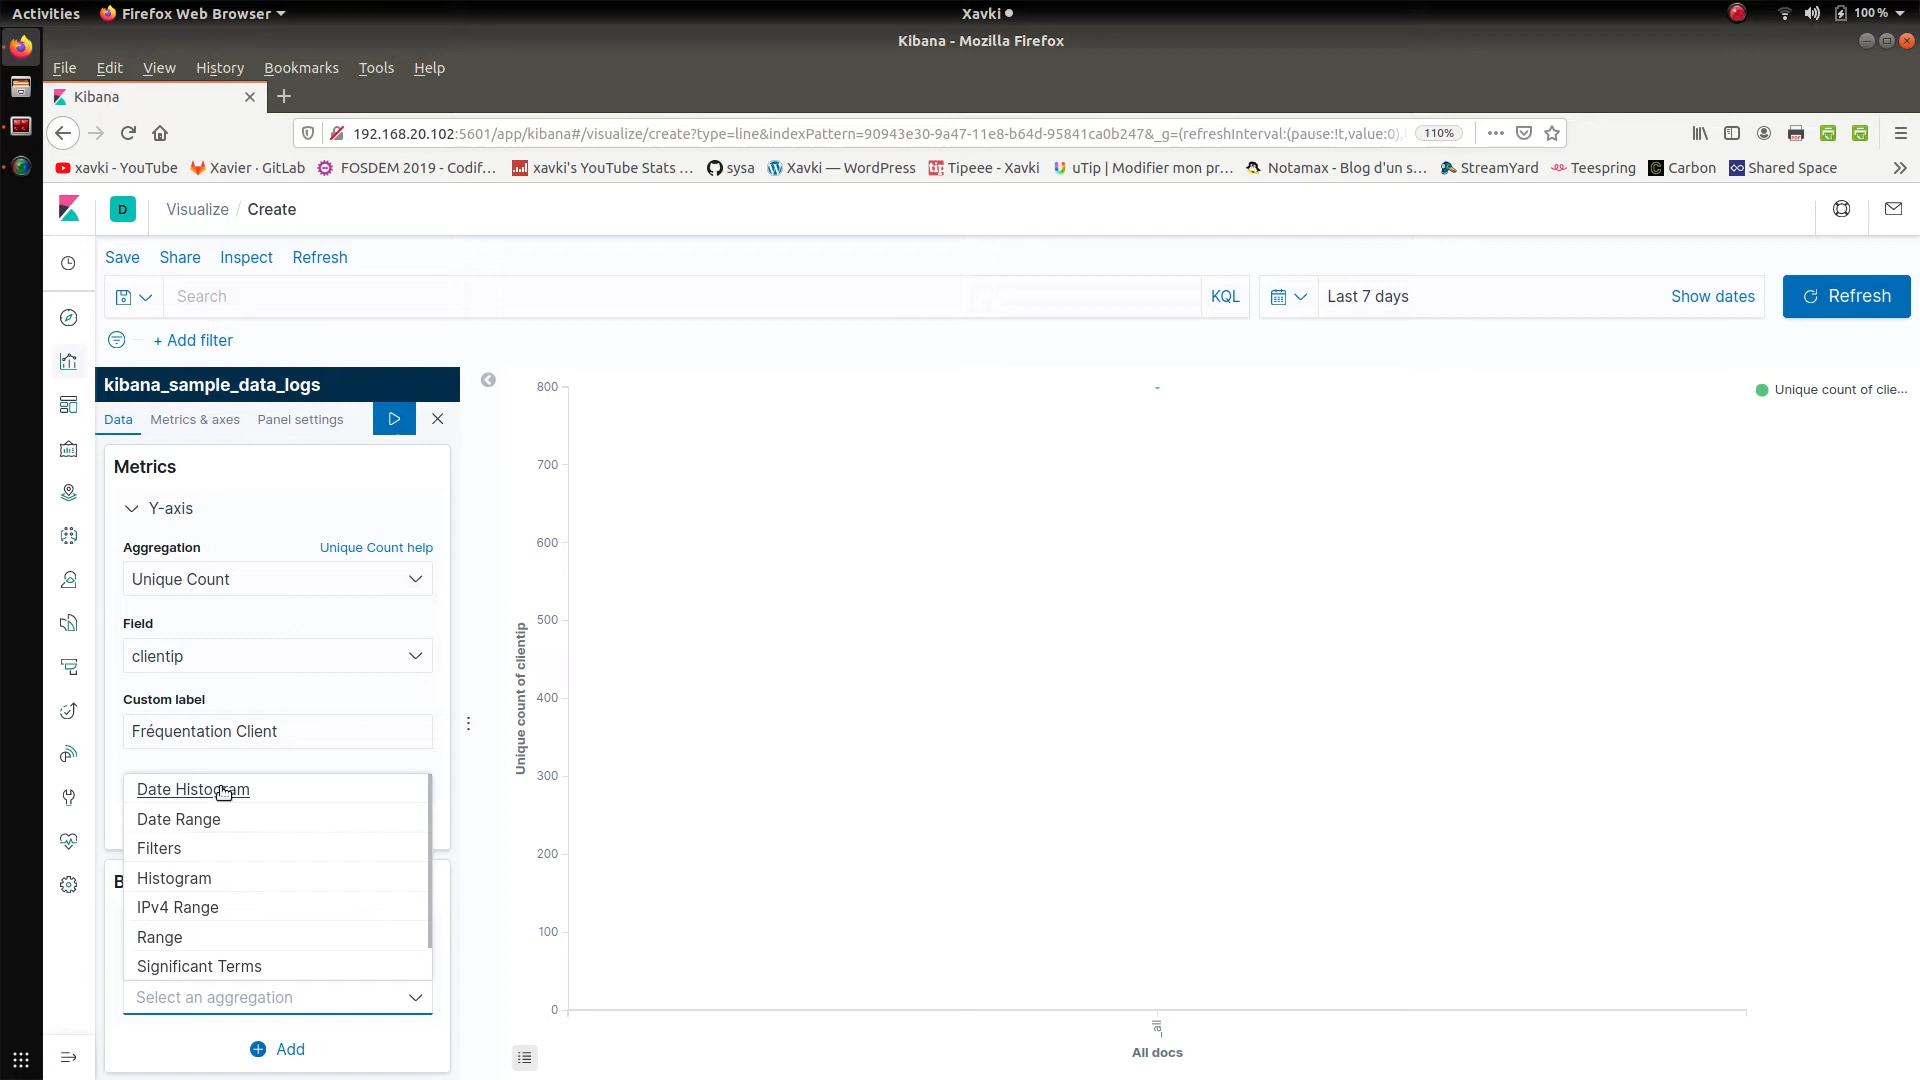 Activities Firefox Web Browser Xavki 100%
Kibana - Mozilla Firefox
File Edit View History Bookmarks Tools Help
Kibana
192.168.20.102:5601/app/kibana#/visualize/create?type=line&indexPattern=90943e30-9a47-11e8-b64d-95841ca0b247&_g=(refreshInterval:(pause:!t,value:0), 110%
xavki - YouTube Xavier · GitLab FOSDEM 2019 - Codif... xavki's YouTube Stats ... sysa Xavki — WordPress Tipeee - Xavki uTip | Modifier mon pr... Notamax - Blog d'un s... StreamYard Teespring Carbon Shared Space
D Visualize / Create
Save Share Inspect Refresh
Search KQL Last 7 days Show dates Refresh
+ Add filter
kibana_sample_data_logs
Data Metrics & axes Panel settings
Metrics
Y-axis
Aggregation Unique Count help
Unique Count
Field
clientip
Custom label
Fréquentation Client
Date Histogram
Date Range
Filters
Histogram
IPv4 Range
Range
Significant Terms
Select an aggregation
Add
Unique count of clie...
800
700
600
500
400
300
200
100
0
Unique count of clientip
_all
All docs